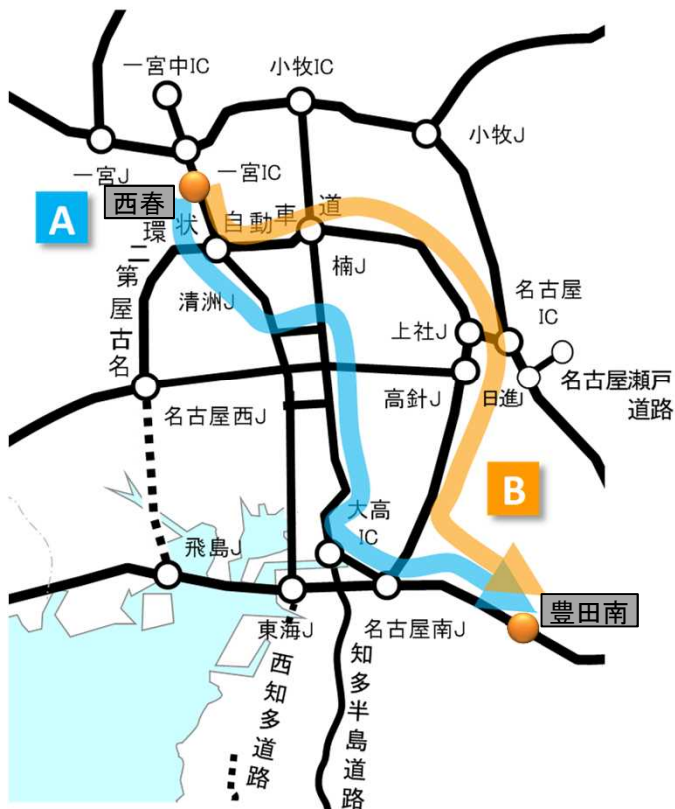 一宮中IC
小牧IC
小牧J
一宮J
一宮IC
西春
A
名古屋第二環状自動車道
楠J
清洲J
名古屋
IC
上社J
日進J
名古屋瀬戸
道路
名古屋西J
高針J
B
大高
IC
飛島J
豊田南
東海J
名古屋南J
西知多道路
知多半島道路